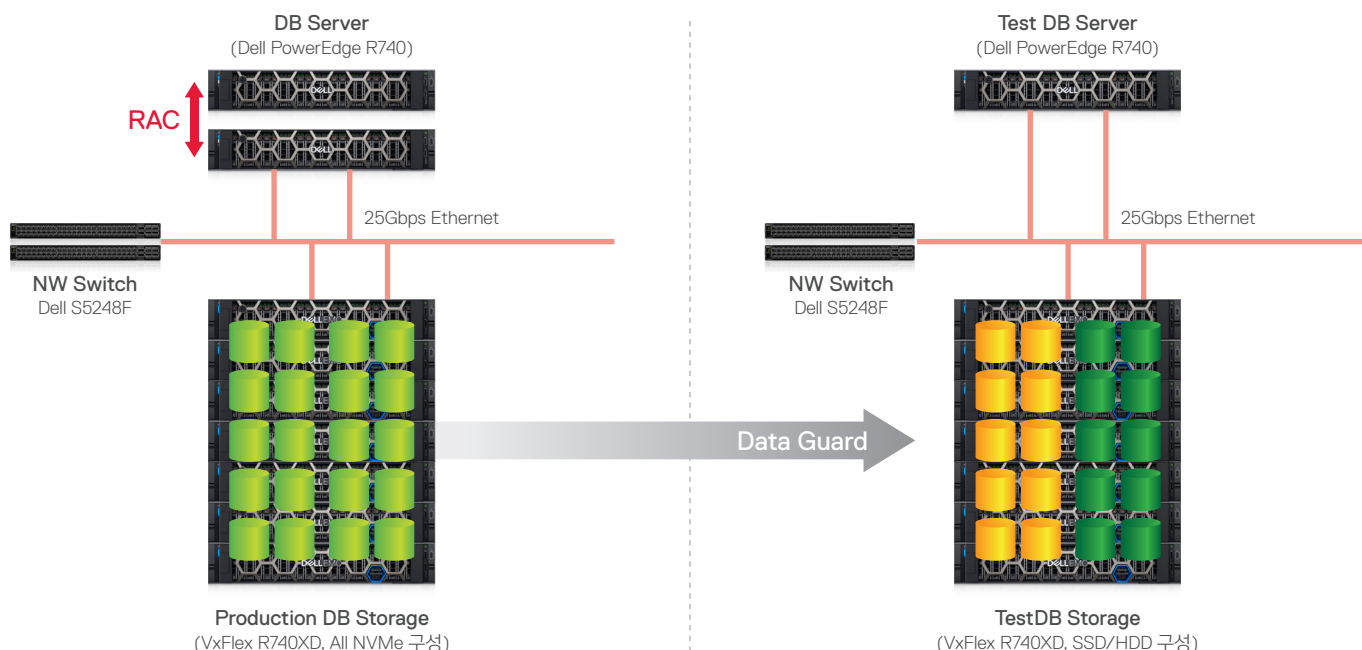 DB Server
(Dell PowerEdge R740)
RAC
25Gbps Ethernet
NW Switch
Dell S5248F
Production DB Storage
(VxFlex R740XD, All NVMe 구성)
Data Guard
Test DB Server
(Dell PowerEdge R740)
25Gbps Ethernet
NW Switch
Dell S5248F
TestDB Storage
(VxFlex R740XD, SSD/HDD 구성)